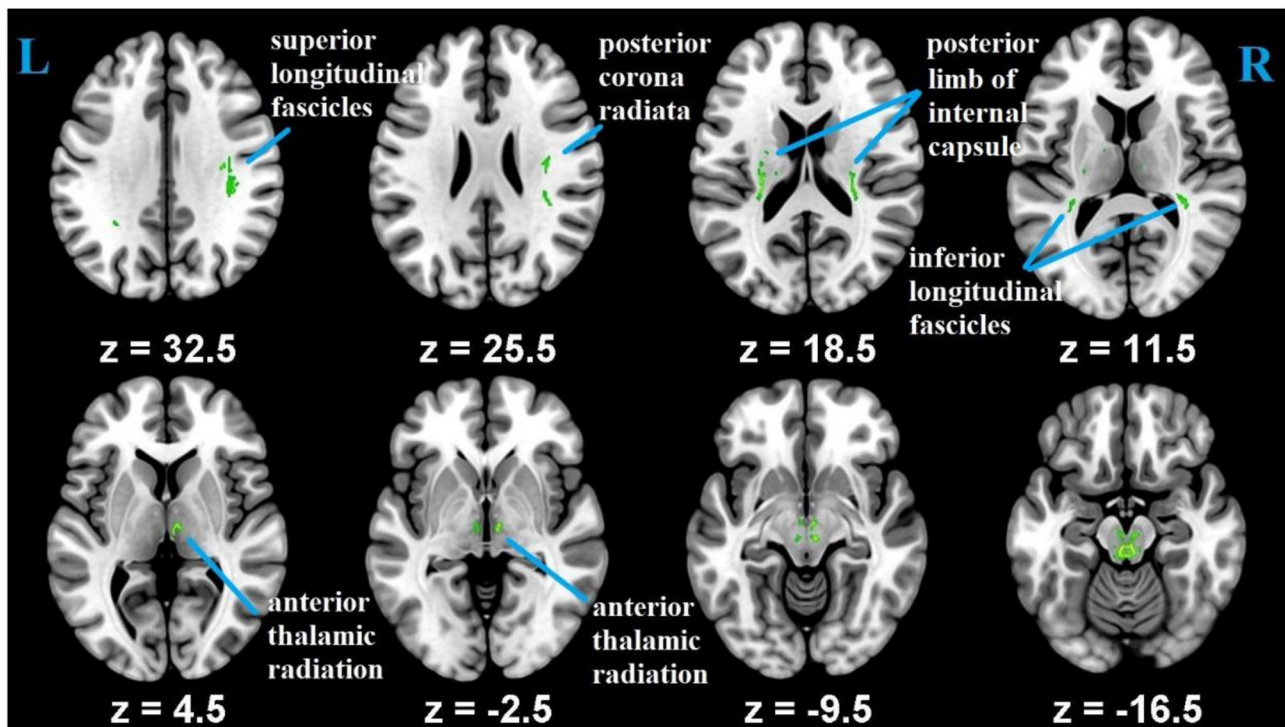 L
superior
longitudinal
fascicles
posterior
corona
radiata
posterior
limb of
internal
capsule
R
inferior
longitudinal
fascicles
z = 32.5
z = 25.5
z = 18.5
z = 11.5
anterior
thalamic
radiation
anterior
thalamic
radiation
z = 4.5
z = -2.5
z = -9.5
z = -16.5